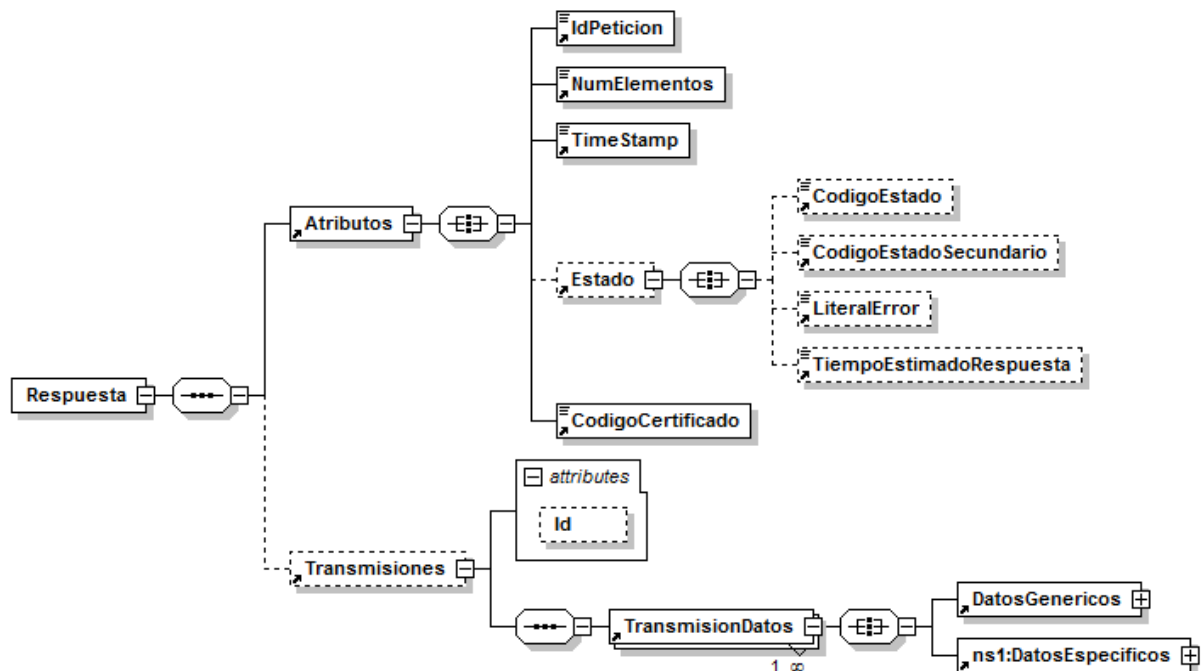 IdPeticion
NumElementos
TimeStamp
CodigoEstado
Atributos
CodigoEstadoSecundario
Estado
LiteralError
TiempoEstimadoRespuesta
Respuesta
CodigoCertificado
attributes
Id
Transmisiones
DatosGenericos
TransmisionDatos
ns1:DatosEspecificos
1 ∞